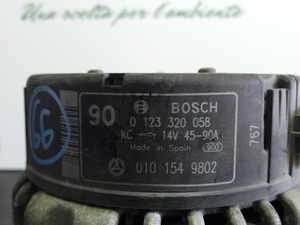 Una scelta per l'ambiente
90 BOSCH
0 123 320 058
KC 14V 45-90A
Made in Spain 900
010 154 9802
767
66